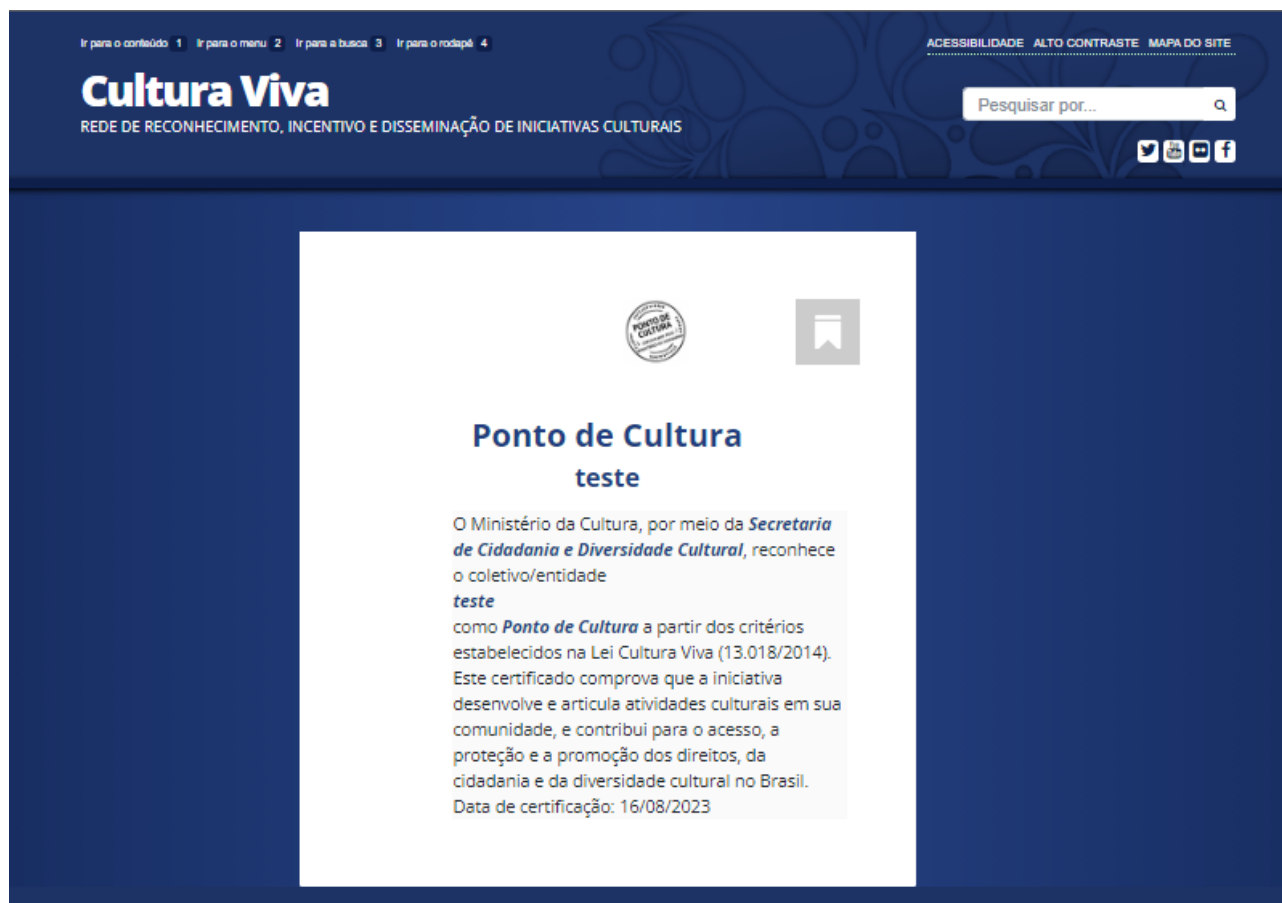 Ir para o conteúdo 1 Ir para o menu 2 Ir para a busca 3 Ir para o rodapé 4
ACESSIBILIDADE ALTO CONTRASTE MAPA DO SITE
Cultura Viva
REDE DE RECONHECIMENTO, INCENTIVO E DISSEMINAÇÃO DE INICIATIVAS CULTURAIS
Pesquisar por...
PONTO DE
CULTURA
Ponto de Cultura
teste
O Ministério da Cultura, por meio da Secretaria
de Cidadania e Diversidade Cultural, reconhece
o coletivo/entidade
teste
como Ponto de Cultura a partir dos critérios
estabelecidos na Lei Cultura Viva (13.018/2014).
Este certificado comprova que a iniciativa
desenvolve e articula atividades culturais em sua
comunidade, e contribui para o acesso, a
proteção e a promoção dos direitos, da
cidadania e da diversidade cultural no Brasil.
Data de certificação: 16/08/2023